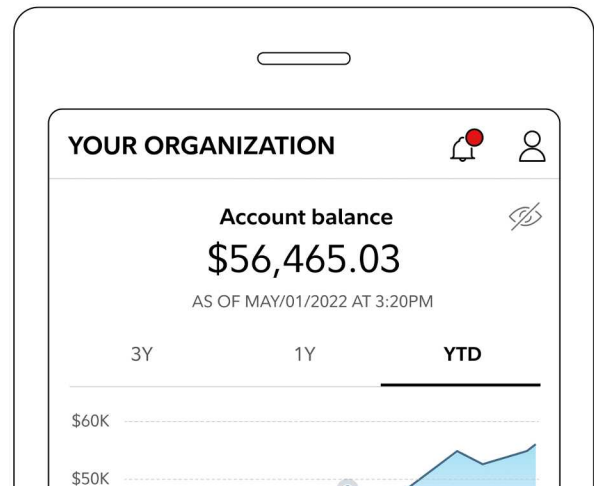 YOUR ORGANIZATION
Account balance
$56,465.03
AS OF MAY/01/2022 AT 3:20PM
3Y 1Y YTD
$60K
$50K